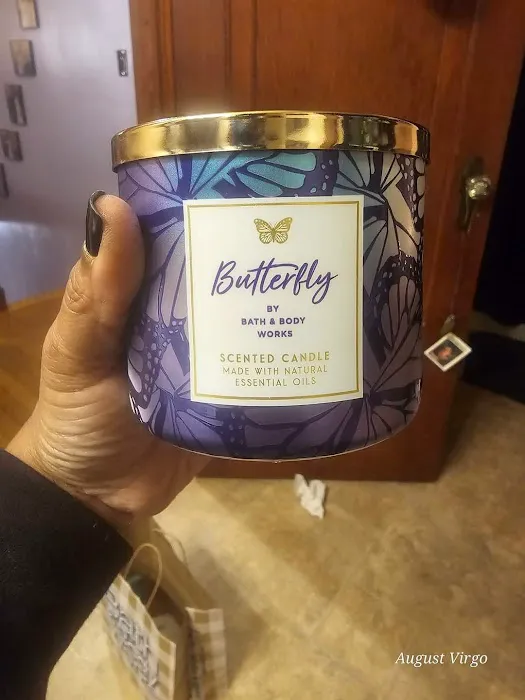 Butterfly
BY
BATH & BODY
WORKS
SCENTED CANDLE
MADE WITH NATURAL
ESSENTIAL OILS
August Virgo